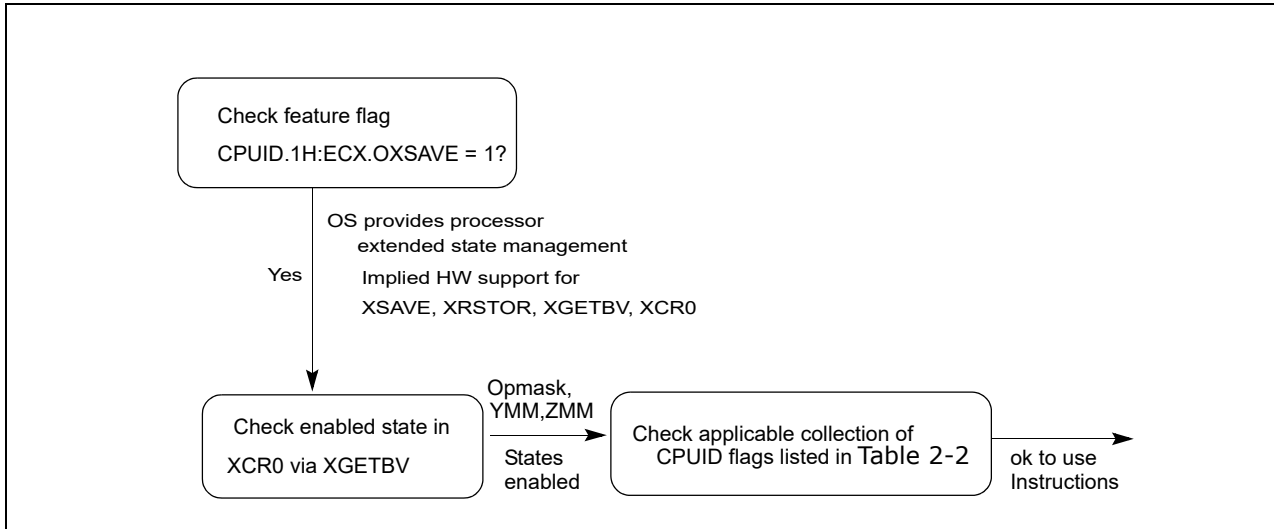 Check feature flag
CPUID.1H:ECX.OXSAVE = 1?
OS provides processor
extended state management
Yes
Implied HW support for
XSAVE, XRSTOR, XGETBV, XCR0
Check enabled state in
XCR0 via XGETBV
Opmask,
YMM,ZMM
States
enabled
Check applicable collection of
CPUID flags listed in Table 2-2
ok to use
Instructions